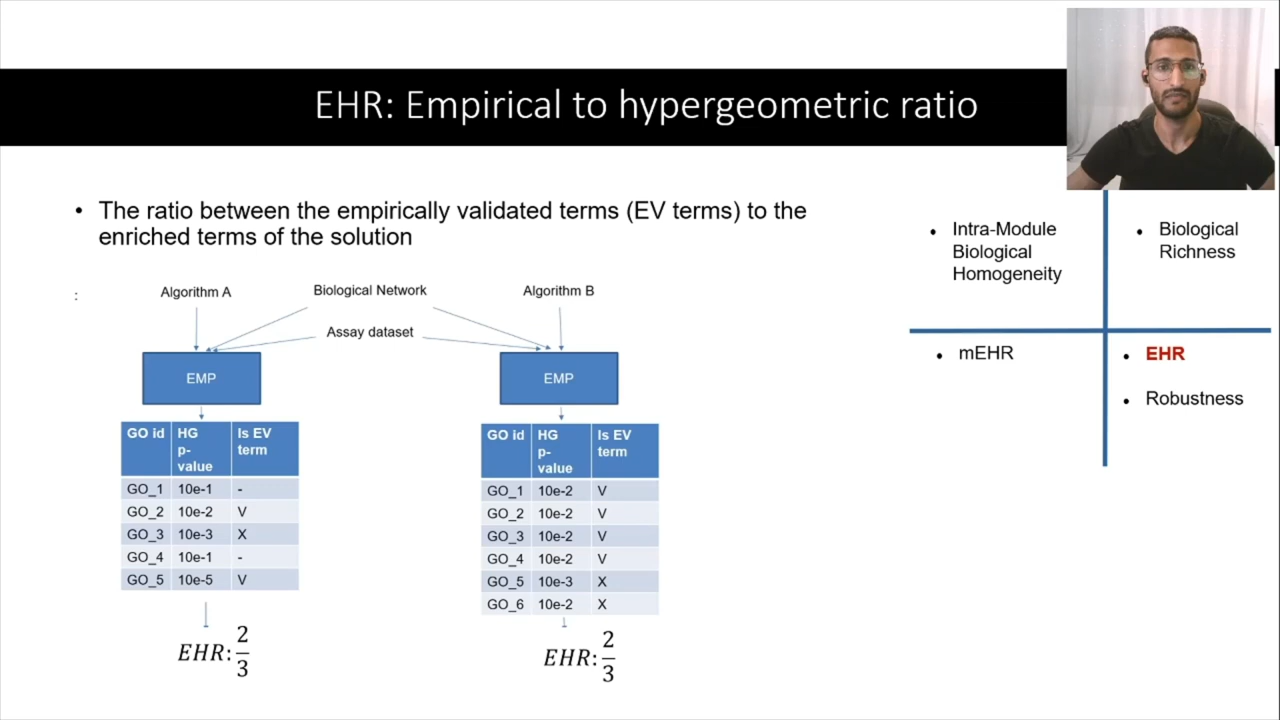 EHR: Empirical to hypergeometric ratio
• The ratio between the empirically validated terms (EV terms) to the
enriched terms of the solution
:
Algorithm A
Biological Network
Algorithm B
Assay dataset
EMP
EMP
GO id HG p-value Is EV term
GO_1 10e-1 -
GO_2 10e-2 V
GO_3 10e-3 X
GO_4 10e-1 -
GO_5 10e-5 V
EHR: 2/3
GO id HG p-value Is EV term
GO_1 10e-2 V
GO_2 10e-2 V
GO_3 10e-2 V
GO_4 10e-2 V
GO_5 10e-3 X
GO_6 10e-2 X
EHR: 2/3
• Intra-Module
Biological
Homogeneity
• Biological
Richness
• mEHR
• EHR
• Robustness